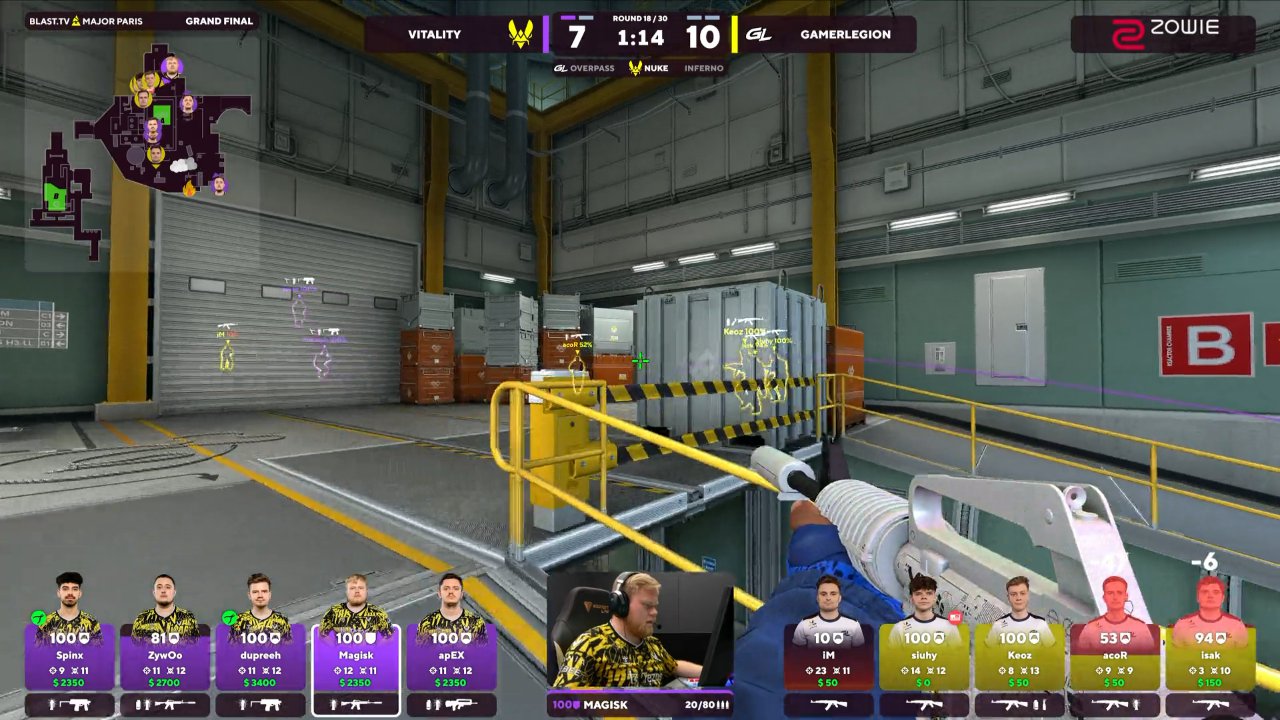 BLAST.TV MAJOR PARIS GRAND FINAL
VITALITY 7 ROUND 18 / 30 1:14 10 GL GAMERLEGION
ZOWIE
GL OVERPASS NUKE INFERNO
Keoz 100%
acoR 52%
iM
B
-6
100 81 100 100 100
Spinx ZywOo dupreeh Magisk apEX
9 11 11 12 11 12 12 11 11 12
$ 2350 $ 2700 $ 3400 $ 2350 $ 2350
100 MAGISK 20/80
10 100 100 53 94
iM siuhy Keoz acoR isak
23 11 14 12 8 13 9 9 3 10
$ 50 $ 0 $ 50 $ 50 $ 150